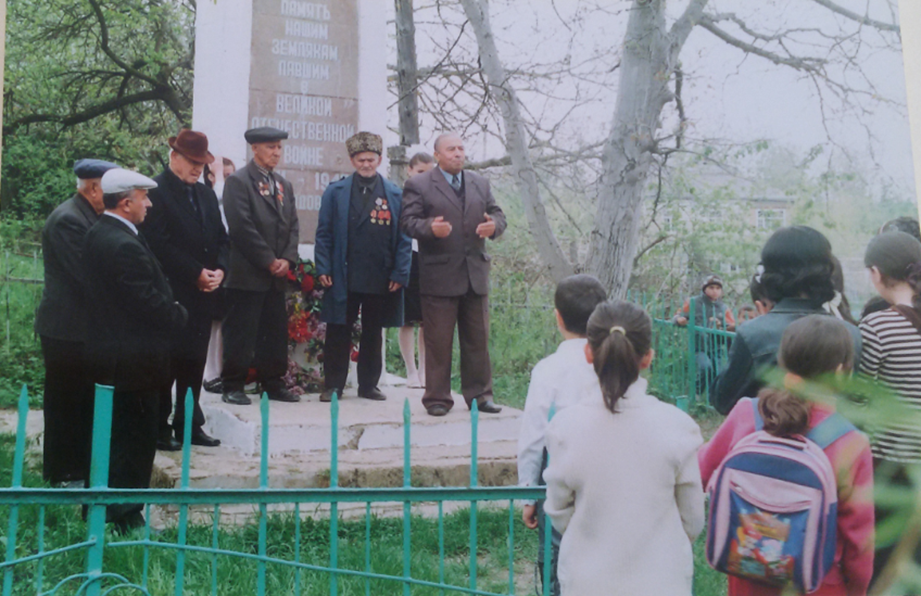 ПАМЯТЬ
НАШИМ
ЗЕМЛЯКАМ
ПАВШИМ
В
ВЕЛИКОЙ
ОТЕЧЕСТВЕННОЙ
ВОЙНЕ